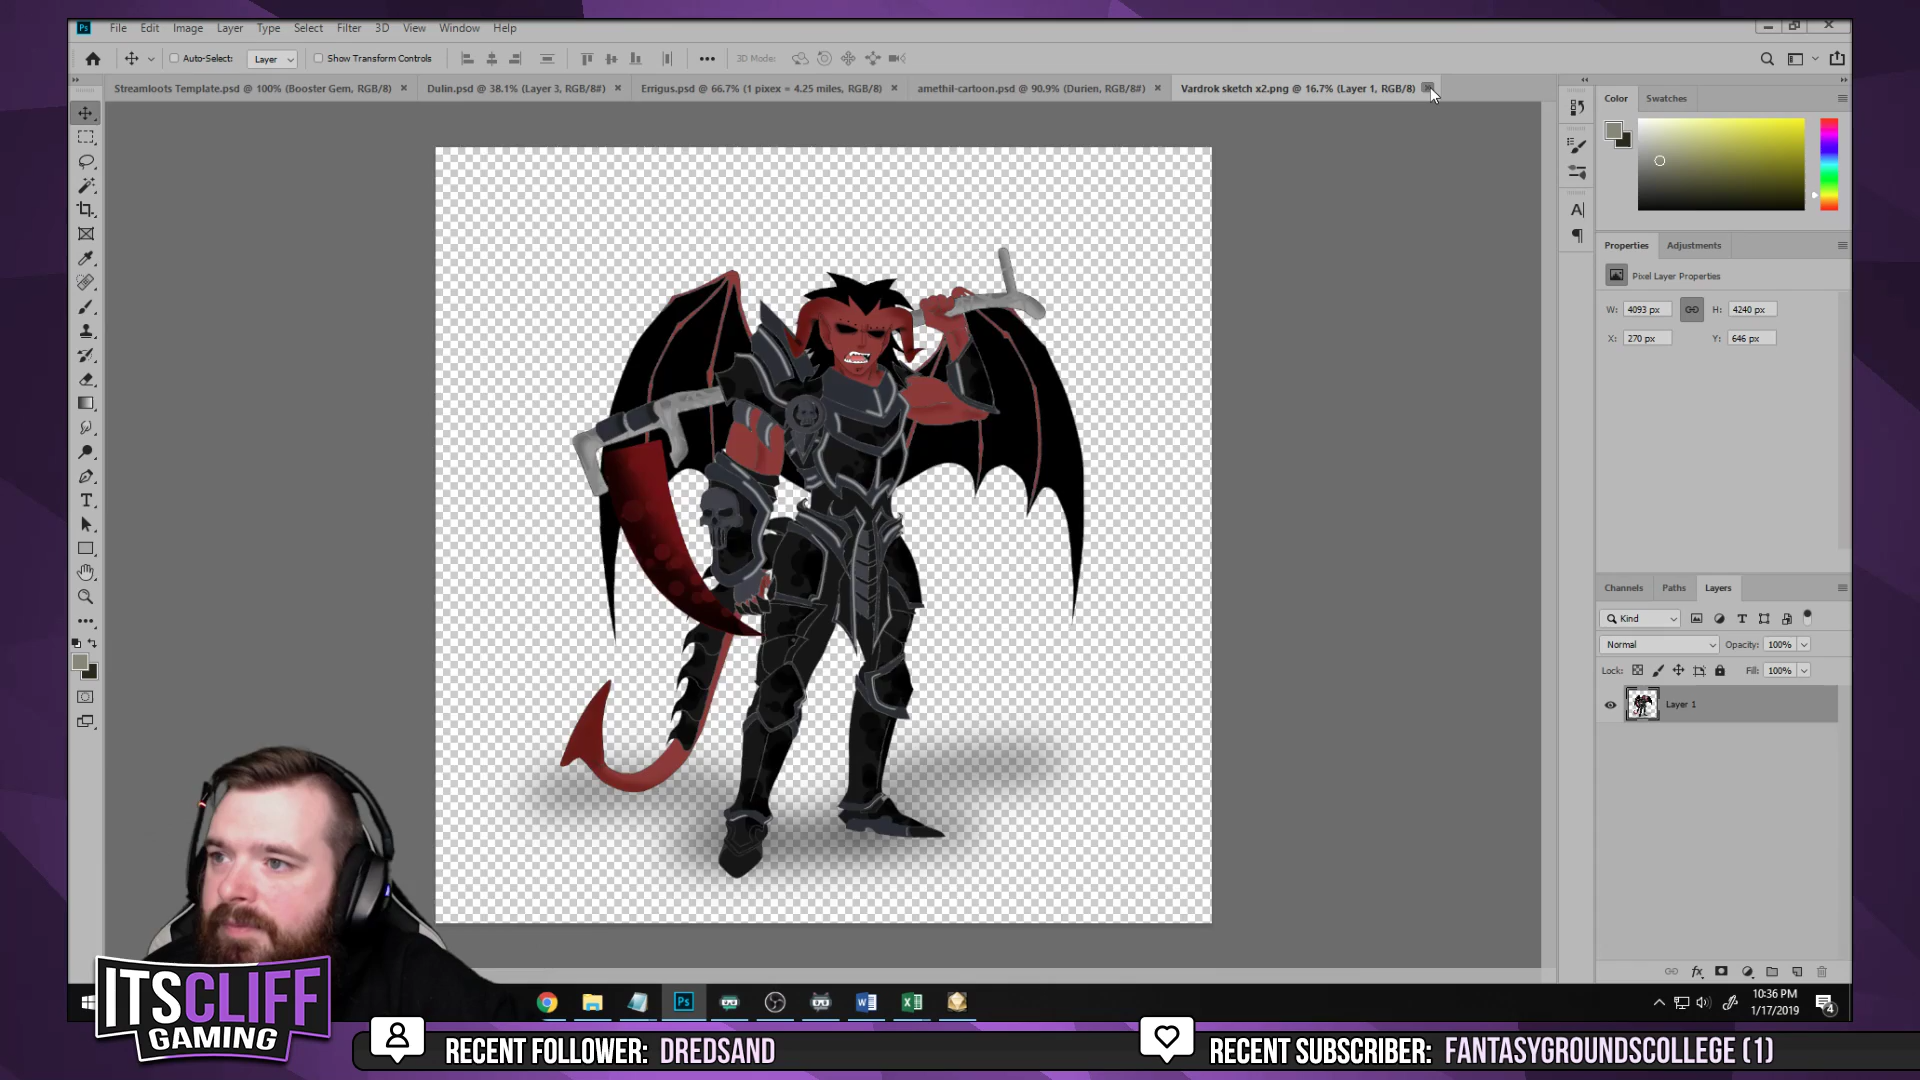 File Edit Image Layer Type Select Filter 3D View Window Help
Auto-Select: Layer Show Transform Controls 3D Mode:
Streamloots Template.psd @ 100% (Booster Gem, RGB/8) Dulin.psd @ 38.1% (Layer 3, RGB/8#) Errigus.psd @ 66.7% (1 pixex = 4.25 miles, RGB/8) amethil-cartoon.psd @ 90.9% (Durien, RGB/8#) Vardrok sketch x2.png @ 16.7% (Layer 1, RGB/8)
Color Swatches
Properties Adjustments
Pixel Layer Properties
W: 4093 px H: 4240 px
X: 270 px Y: 646 px
Channels Paths Layers
Kind
Normal Opacity: 100%
Lock: Fill: 100%
Layer 1
10:36 PM
1/17/2019
4
ITSCLIFF
GAMING
RECENT FOLLOWER: DREDSAND
RECENT SUBSCRIBER: FANTASYGROUNDSCOLLEGE (1)